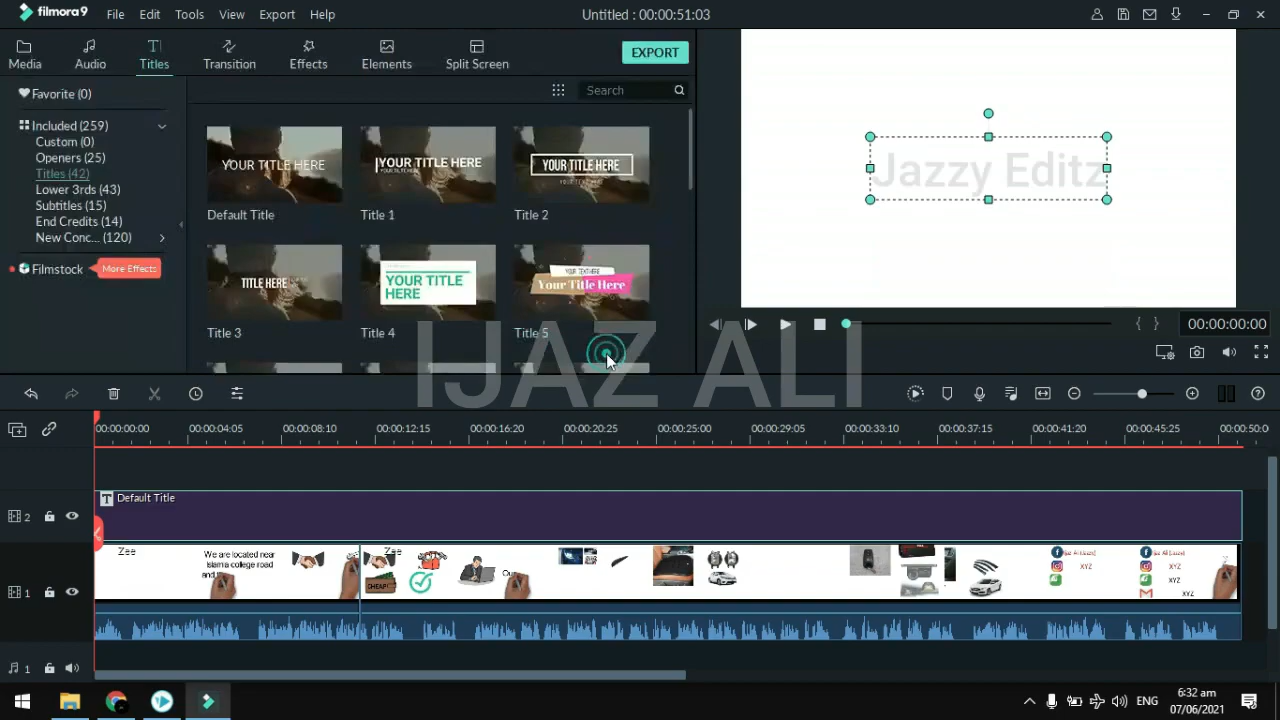 filmora9 File Edit Tools View Export Help Untitled : 00:00:51:03
Media Audio Titles Transition Effects Elements Split Screen EXPORT
Favorite (0)
Search
Included (259)
Custom (0)
Openers (25)
Titles (42)
Lower 3rds (43)
Subtitles (15)
End Credits (14)
New Conc... (120)
Filmstock More Effects
YOUR TITLE HERE
Default Title
YOUR TITLE HERE
Title 1
YOUR TITLE HERE
Title 2
TITLE HERE
Title 3
YOUR TITLE
HERE
Title 4
YOUR TEXT HERE
Your Title Here
Title 5
Jazzy Editz
00:00:00:00
IJAZ ALI
00:00:00:00 00:00:04:05 00:00:08:10 00:00:12:15 00:00:16:20 00:00:20:25 00:00:25:00 00:00:29:05 00:00:33:10 00:00:37:15 00:00:41:20 00:00:45:25 00:00:50:0
T Default Title
2
Zee
We are located near
Islamia college road
and
Zee
CHEAP
Ou
XYZ
XYZ
XYZ
1
1
ENG
6:32 am
07/06/2021